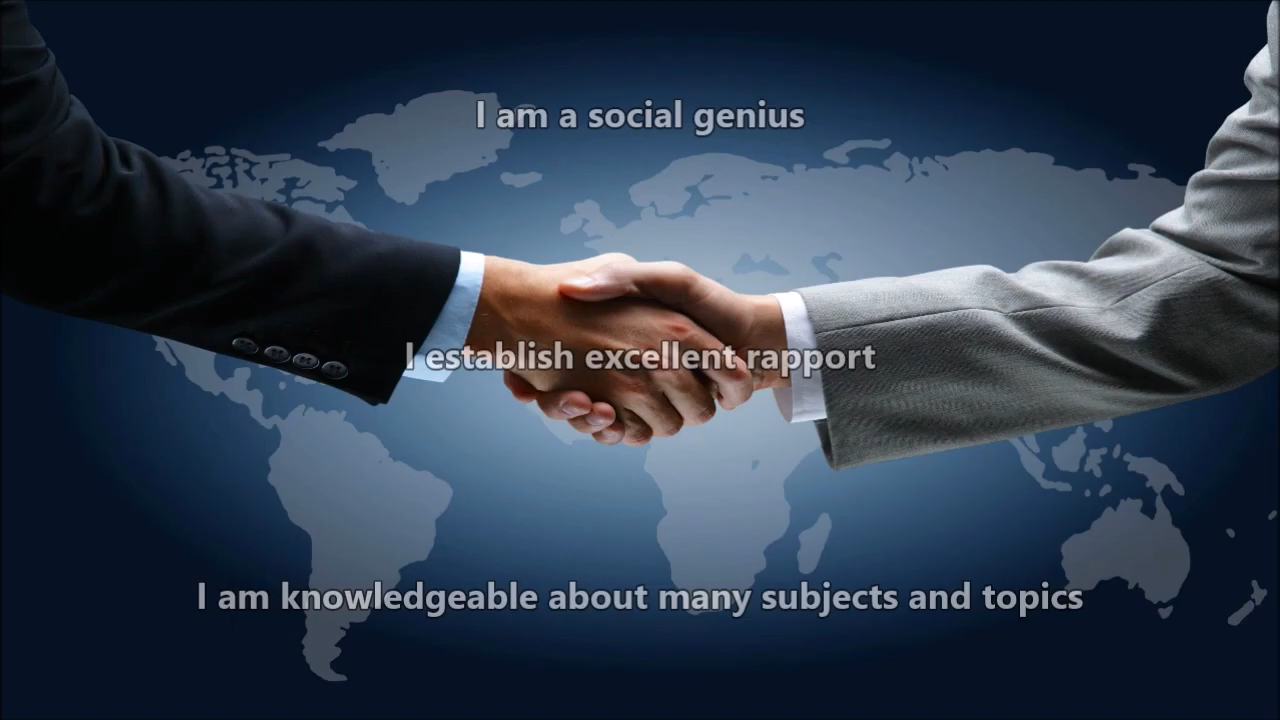 I am a social genius
I establish excellent rapport
I am knowledgeable about many subjects and topics